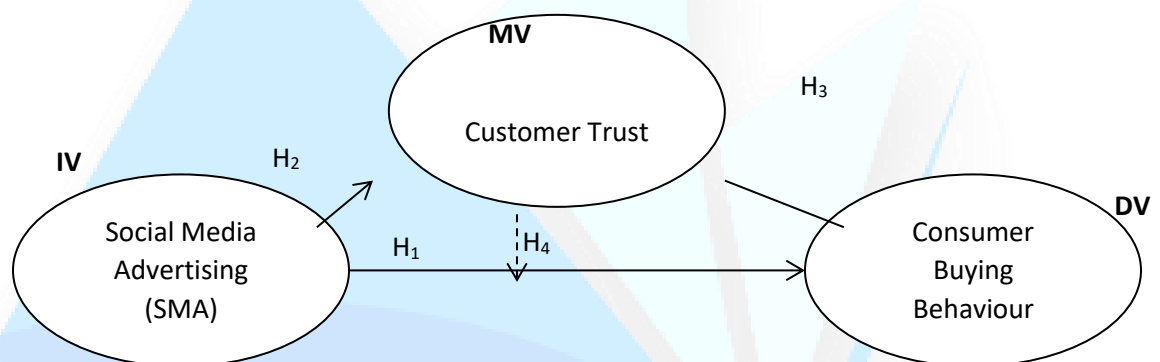 MV
H₃
Customer Trust
IV
H₂
DV
Social Media
Advertising
(SMA)
H₁
H₄
Consumer
Buying
Behaviour